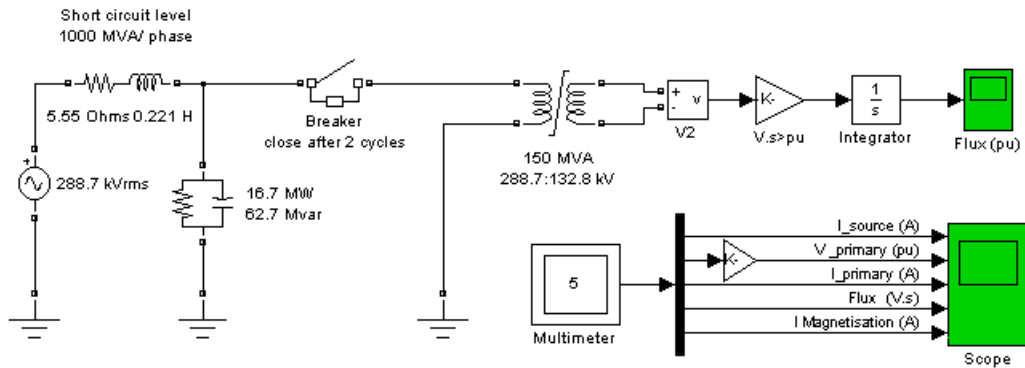 Short circuit level
1000 MVA/ phase
5.55 Ohms 0.221 H
Breaker
close after 2 cycles
288.7 kVrms
16.7 MW
62.7 Mvar
150 MVA
288.7:132.8 kV
+
-
v
V2
K-
V.s>pu
1
s
Integrator
Flux (pu)
+
5
Multimeter
K-
I_source (A)
V_primary (pu)
I_primary (A)
Flux (V.s)
I Magnetisation (A)
Scope